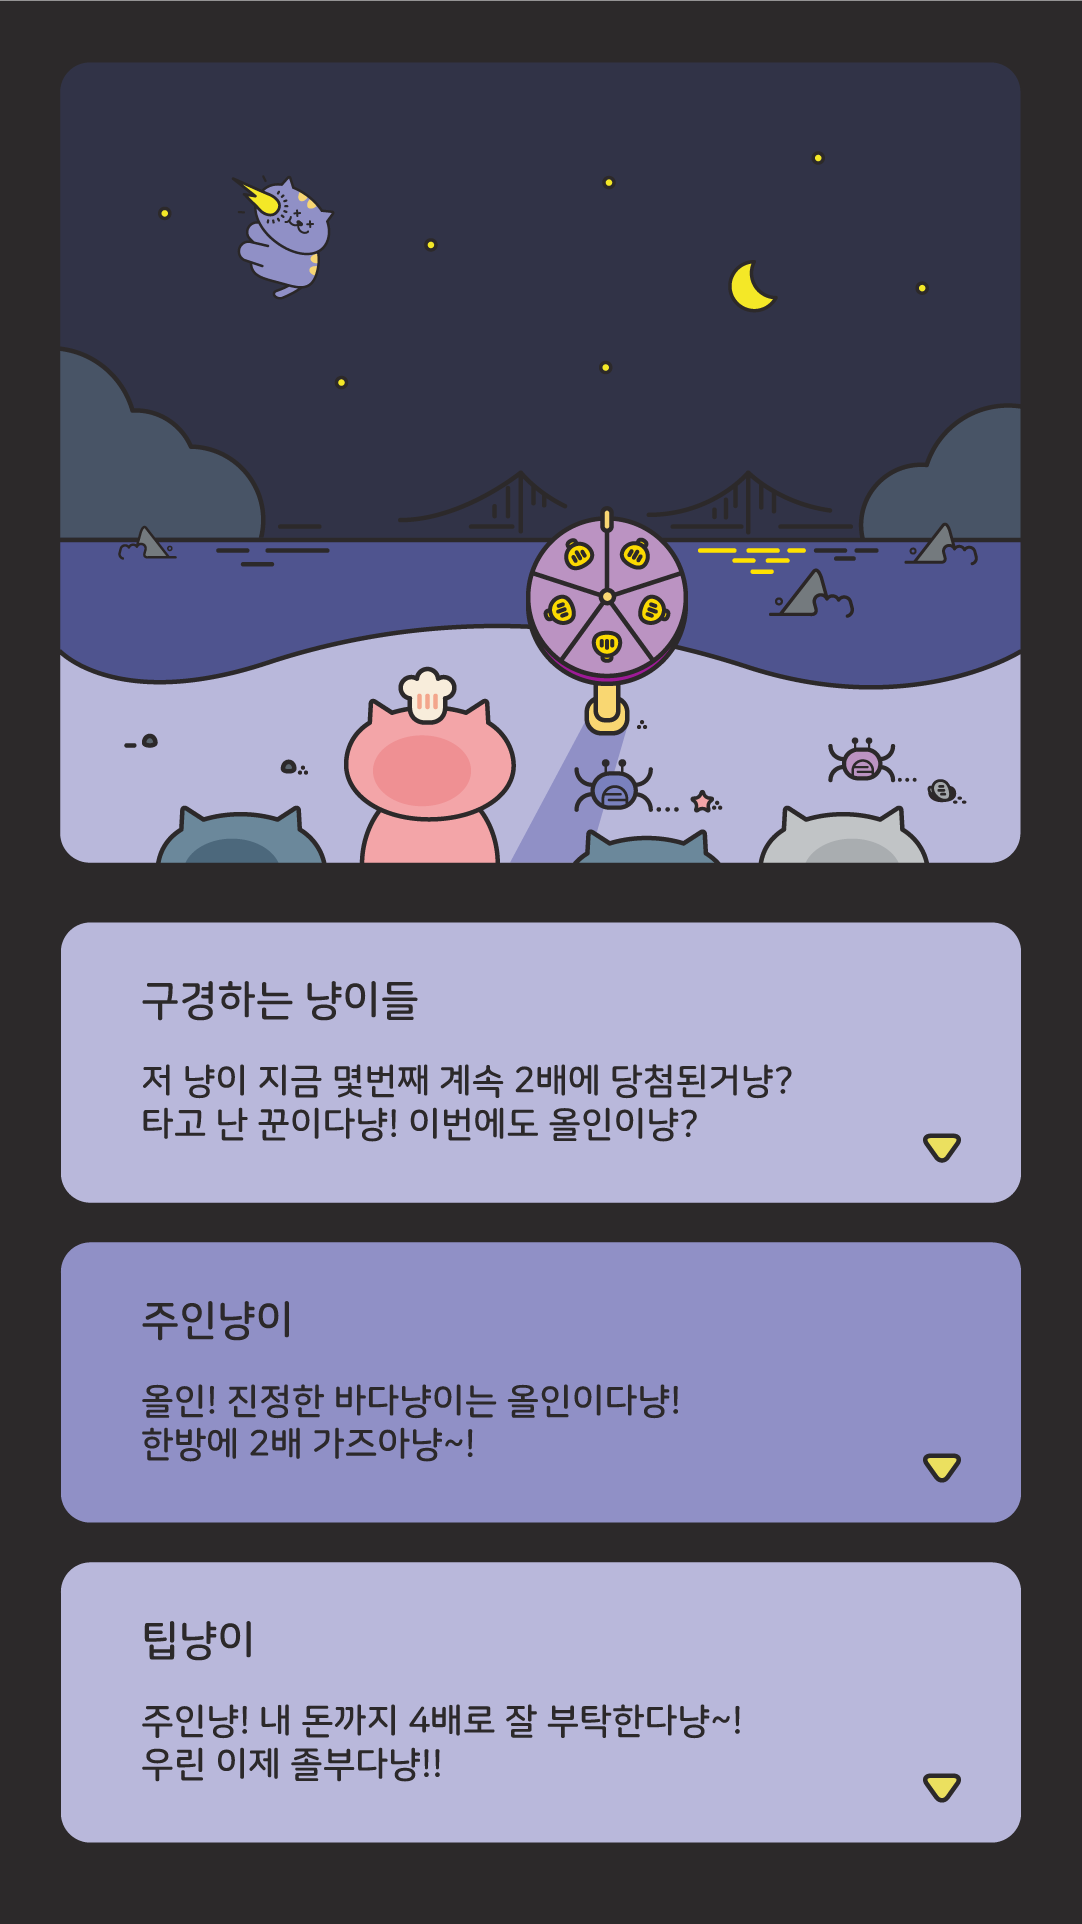 구경하는 냥이들
저 냥이 지금 몇번째 계속 2배에 당첨된거냥?
타고 난 꾼이다냥! 이번에도 올인이냥?
주인냥이
올인! 진정한 바다냥이는 올인이다냥!
한방에 2배 가즈아냥~!
팁냥이
주인냥! 내 돈까지 4배로 잘 부탁한다냥~!
우린 이제 졸부다냥!!